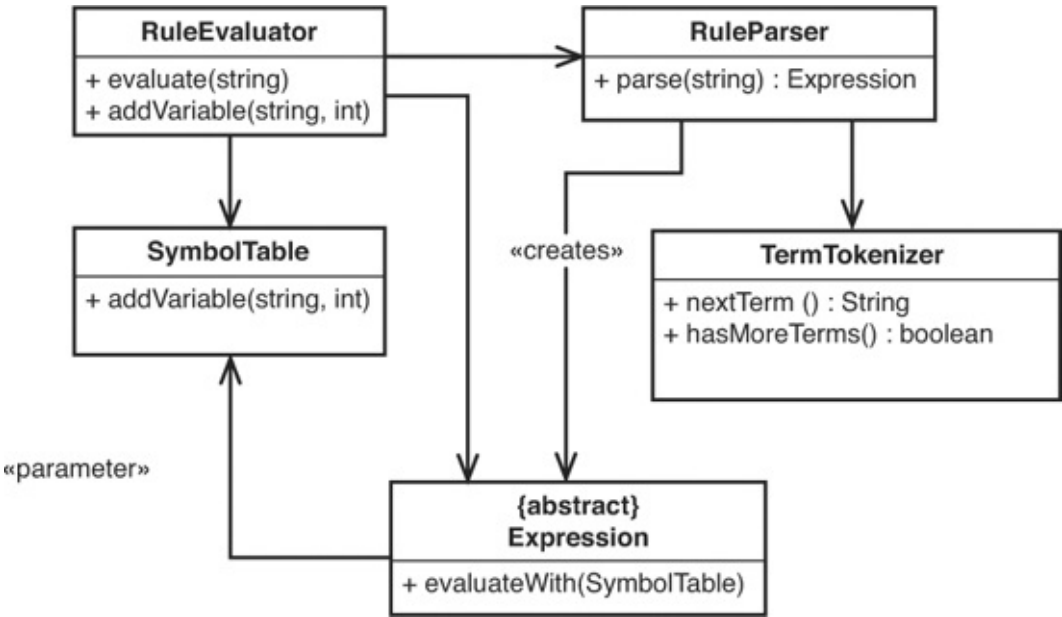 RuleEvaluator
+ evaluate(string)
+ addVariable(string, int)
RuleParser
+ parse(string) : Expression
SymbolTable
+ addVariable(string, int)
«creates»
TermTokenizer
+ nextTerm () : String
+ hasMoreTerms() : boolean
«parameter»
{abstract}
Expression
+ evaluateWith(SymbolTable)